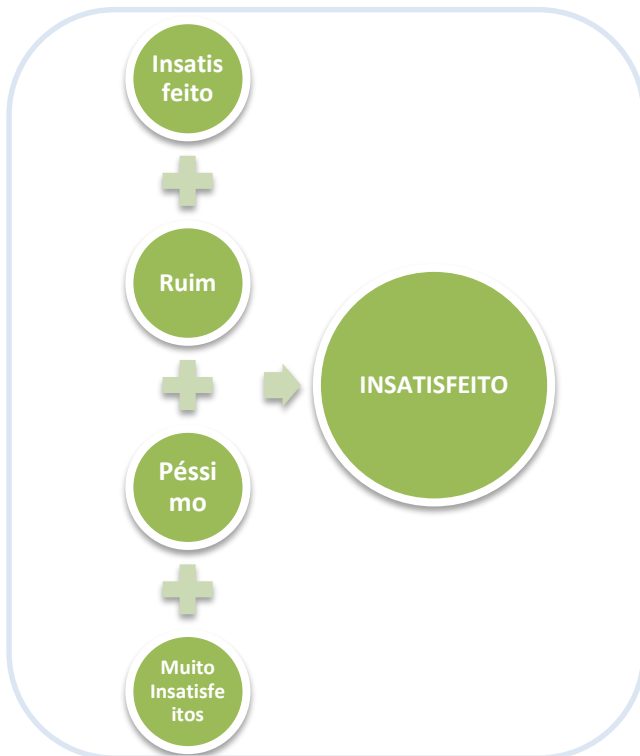 Insatis
feito
Ruim
Péssi
mo
Muito
Insatisfe
itos
INSATISFEITO